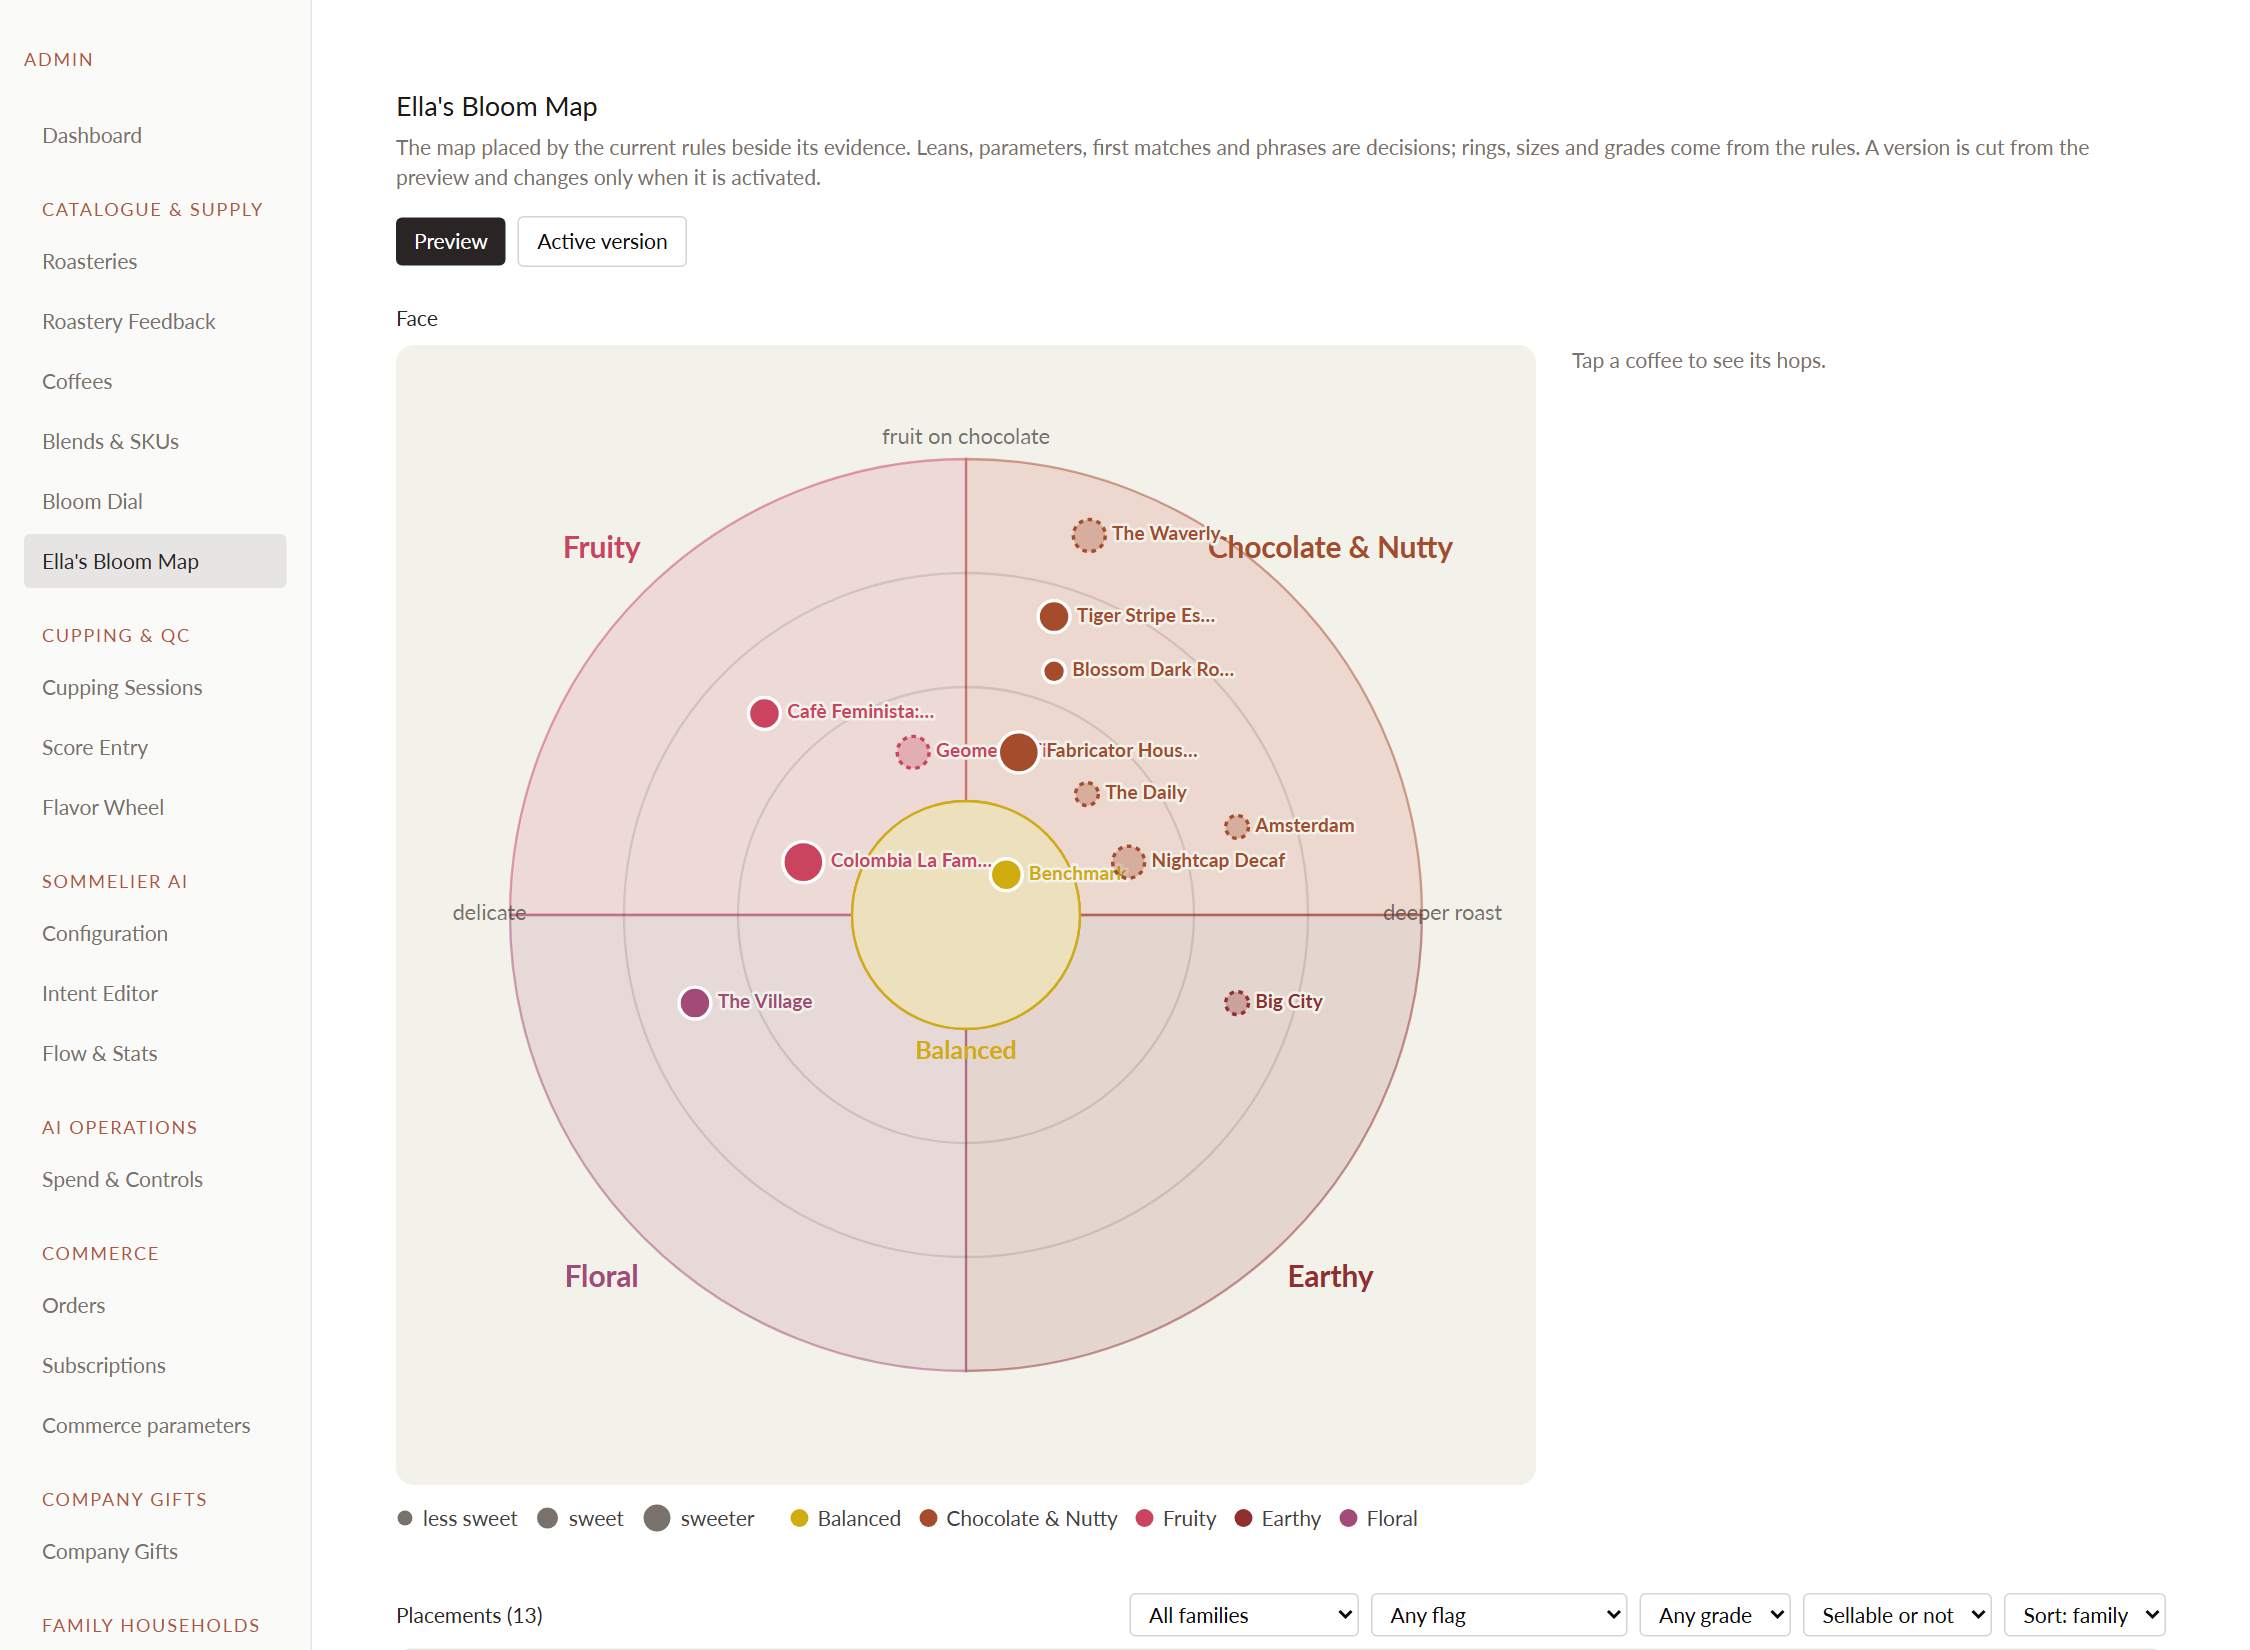 ADMIN
Dashboard
CATALOGUE & SUPPLY
Roasteries
Roastery Feedback
Coffees
Blends & SKUs
Bloom Dial
Ella's Bloom Map
CUPPING & QC
Cupping Sessions
Score Entry
Flavor Wheel
SOMMELIER AI
Configuration
Intent Editor
Flow & Stats
AI OPERATIONS
Spend & Controls
COMMERCE
Orders
Subscriptions
Commerce parameters
COMPANY GIFTS
Company Gifts
FAMILY HOUSEHOLDS
Ella's Bloom Map
The map placed by the current rules beside its evidence. Leans, parameters, first matches and phrases are decisions; rings, sizes and grades come from the rules. A version is cut from the
preview and changes only when it is activated.
Preview
Active version
Face
Tap a coffee to see its hops.
fruit on chocolate
The Waverly
Fruity
Chocolate & Nutty
Tiger Stripe Es...
Blossom Dark Ro...
Cafè Feminista:...
Geome
Fabricator Hous...
The Daily
Amsterdam
Colombia La Fam...
Nightcap Decaf
Benchmark
delicate
deeper roast
The Village
Big City
Balanced
Floral
Earthy
less sweet
sweet
sweeter
Balanced
Chocolate & Nutty
Fruity
Earthy
Floral
Placements (13)
All families
Any flag
Any grade
Sellable or not
Sort: family